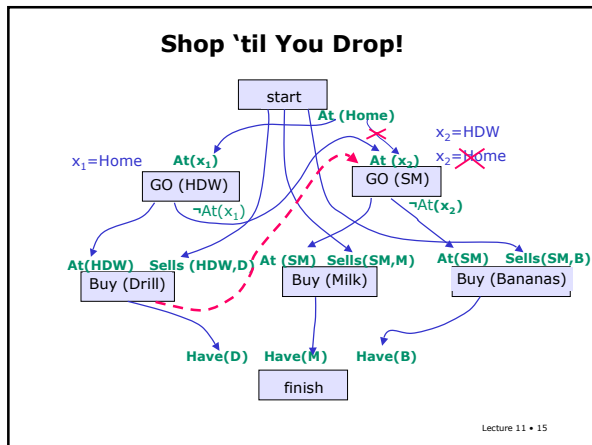 Shop ‘til You Drop!
start
At (Home)
x2=HDW
x1=Home
At(x1)
At (x2)
x2=Home
GO (HDW)
GO (SM)
¬At(x1)
¬At(x2)
At(HDW) Sells (HDW,D)
At (SM) Sells(SM,M)
At(SM) Sells(SM,B)
Buy (Drill)
Buy (Milk)
Buy (Bananas)
Have(D) Have(M) Have(B)
finish
Lecture 11 • 15